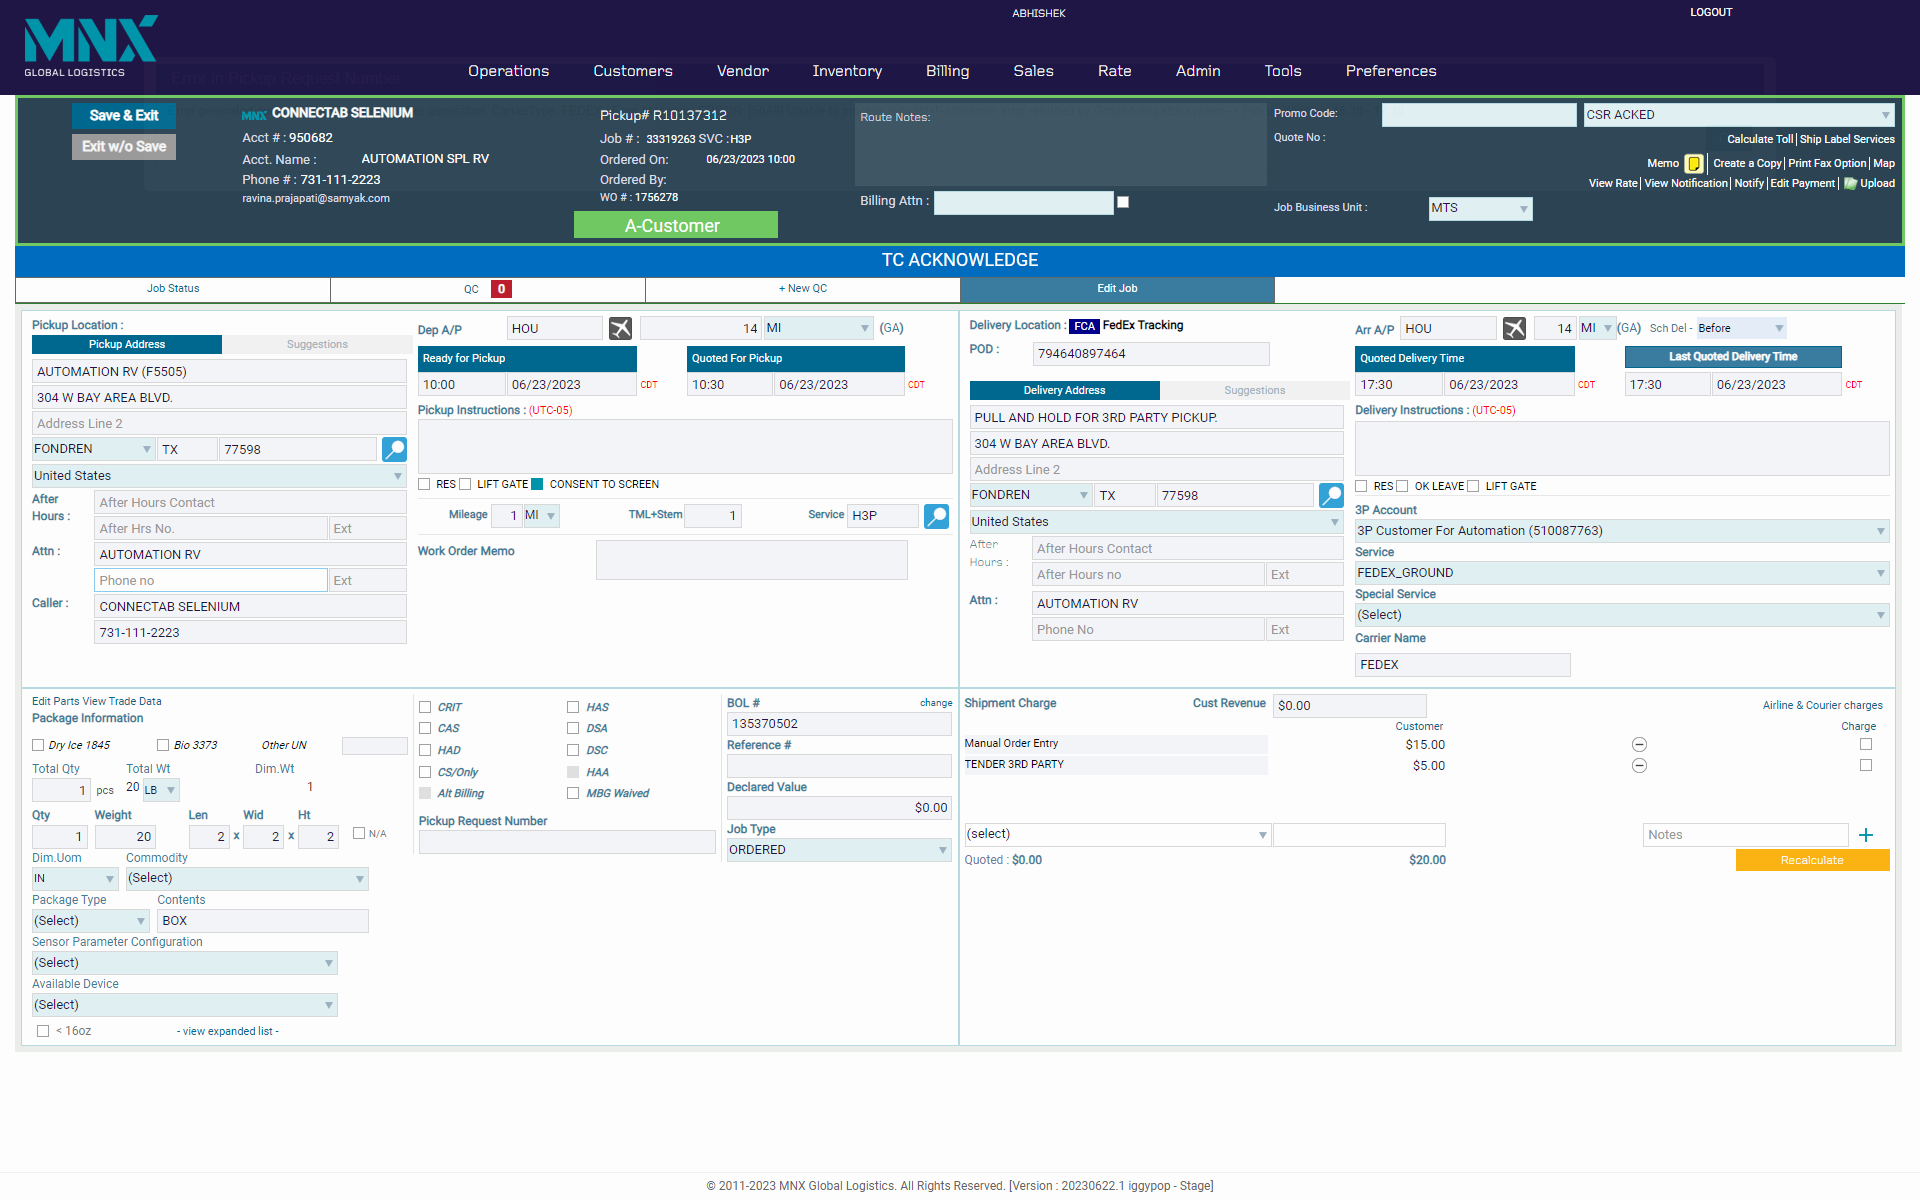 ABHISHEK
LOGOUT
MNX
GLOBAL LOGISTICS
Operations Customers Vendor Inventory Billing Sales Rate Admin Tools Preferences
Save & Exit
Exit w/o Save
MNX CONNECTAB SELENIUM
Acct # : 950682
Acct. Name : AUTOMATION SPL RV
Phone # : 731-111-2223
ravina.prajapati@samyak.com
Pickup# R10137312
Job # : 33319263 SVC : H3P
Ordered On: 06/23/2023 10:00
Ordered By:
WO # : 1756278
A-Customer
Route Notes:
Billing Attn :
Promo Code:
CSR ACKED
Quote No :
Calculate Toll | Ship Label Services
Memo | Create a Copy | Print Fax Option | Map
View Rate | View Notification | Notify | Edit Payment | Upload
Job Business Unit : MTS
TC ACKNOWLEDGE
Job Status
QC 0
+ New QC
Edit Job
Pickup Location :
Pickup Address Suggestions
AUTOMATION RV (F5505)
304 W BAY AREA BLVD.
Address Line 2
FONDREN TX 77598
United States
After Hours : After Hours Contact
After Hrs No. Ext
Attn : AUTOMATION RV
Phone no Ext
Caller : CONNECTAB SELENIUM
731-111-2223
Dep A/P HOU 14 MI (GA)
Ready for Pickup
10:00 06/23/2023 CDT
Quoted For Pickup
10:30 06/23/2023 CDT
Pickup Instructions : (UTC-05)
RES LIFT GATE CONSENT TO SCREEN
Mileage 1 MI TML+Stem 1 Service H3P
Work Order Memo
Delivery Location : FCA FedEx Tracking
POD : 794640897464
Delivery Address Suggestions
PULL AND HOLD FOR 3RD PARTY PICKUP.
304 W BAY AREA BLVD.
Address Line 2
FONDREN TX 77598
United States
After Hours : After Hours Contact
After Hours no Ext
Attn : AUTOMATION RV
Phone No Ext
Arr A/P HOU 14 MI (GA) Sch Del - Before
Quoted Delivery Time
17:30 06/23/2023 CDT
Last Quoted Delivery Time
17:30 06/23/2023 CDT
Delivery Instructions : (UTC-05)
RES OK LEAVE LIFT GATE
3P Account
3P Customer For Automation (510087763)
Service
FEDEX_GROUND
Special Service
(Select)
Carrier Name
FEDEX
Edit Parts View Trade Data
Package Information
Dry Ice 1845 Bio 3373 Other UN
Total Qty Total Wt Dim.Wt
1 pcs 20 LB 1
Qty Weight Len Wid Ht
1 20 2 x 2 x 2 N/A
Dim.Uom Commodity
IN (Select)
Package Type Contents
(Select) BOX
Sensor Parameter Configuration
(Select)
Available Device
(Select)
< 16oz - view expanded list -
CRIT HAS
CAS DSA
HAD DSC
CS/Only HAA
Alt Billing MBG Waived
Pickup Request Number
BOL # change
135370502
Reference #
Declared Value
$0.00
Job Type
ORDERED
Shipment Charge Cust Revenue $0.00 Airline & Courier charges
Customer Charge
Manual Order Entry $15.00
TENDER 3RD PARTY $5.00
(select) Notes +
Quoted : $0.00 $20.00 Recalculate
© 2011-2023 MNX Global Logistics. All Rights Reserved. [Version : 20230622.1 iggypop - Stage]